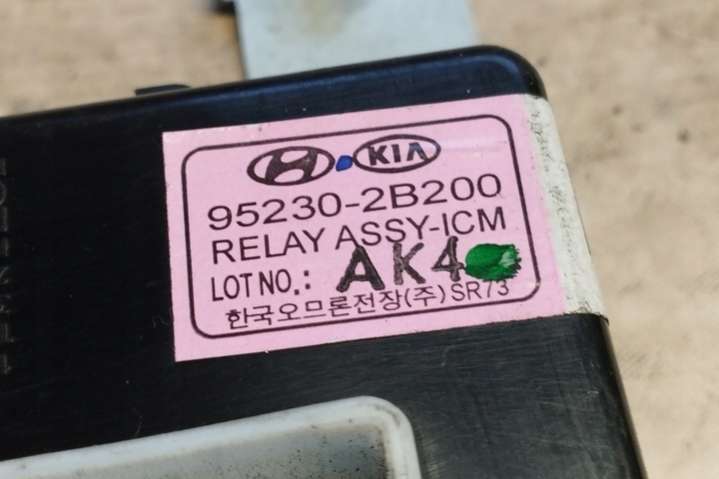 KIA
95230-2B200
RELAY ASSY-ICM
LOT NO.: AK4
한국오므론전장(주) SR73